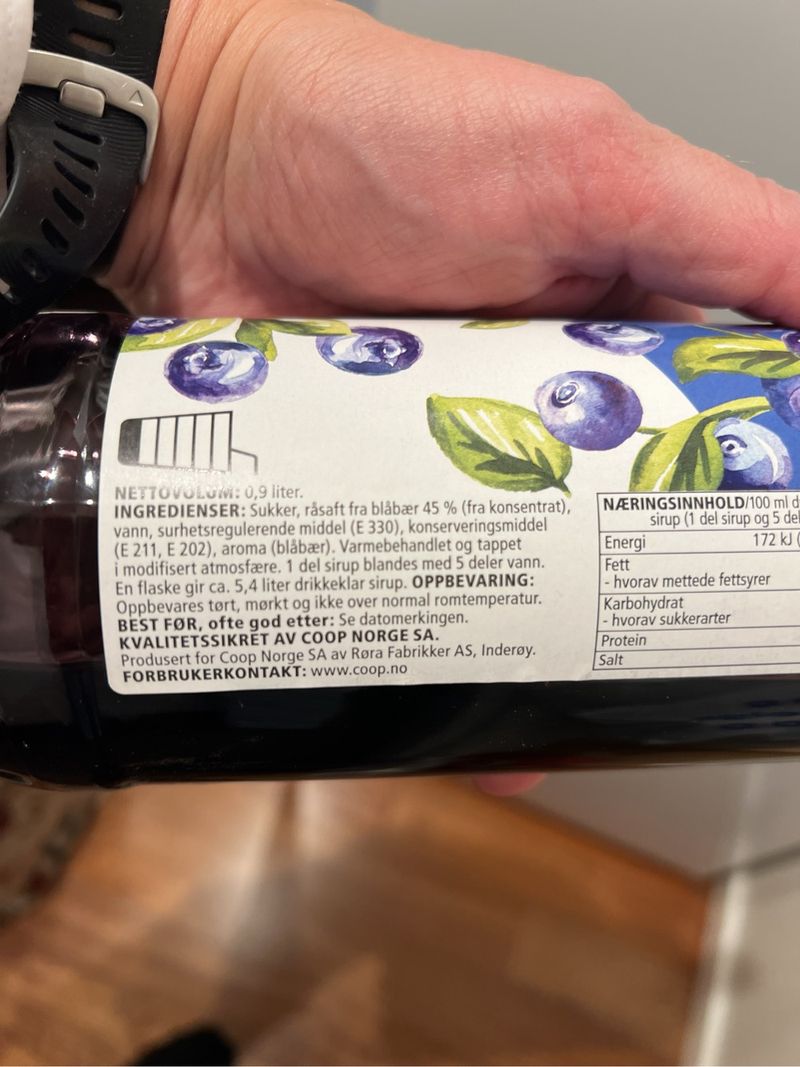 NETTOVOLUM: 0,9 liter.
INGREDIENSER: Sukker, råsaft fra blåbær 45 % (fra konsentrat),
vann, surhetsregulerende middel (E 330), konserveringsmiddel
(E 211, E 202), aroma (blåbær). Varmebehandlet og tappet
i modifisert atmosfære. 1 del sirup blandes med 5 deler vann.
En flaske gir ca. 5,4 liter drikkeklar sirup. OPPBEVARING:
Oppbevares tørt, mørkt og ikke over normal romtemperatur.
BEST FØR, ofte god etter: Se datomerkingen.
KVALITETSSIKRET AV COOP NORGE SA.
Produsert for Coop Norge SA av Røra Fabrikker AS, Inderøy.
FORBRUKERKONTAKT: www.coop.no
NÆRINGSINNHOLD/100 ml
sirup (1 del sirup og 5
Energi 172 kJ (
Fett
- hvorav mettede fettsyrer
Karbohydrat
- hvorav sukkerarter
Protein
Salt